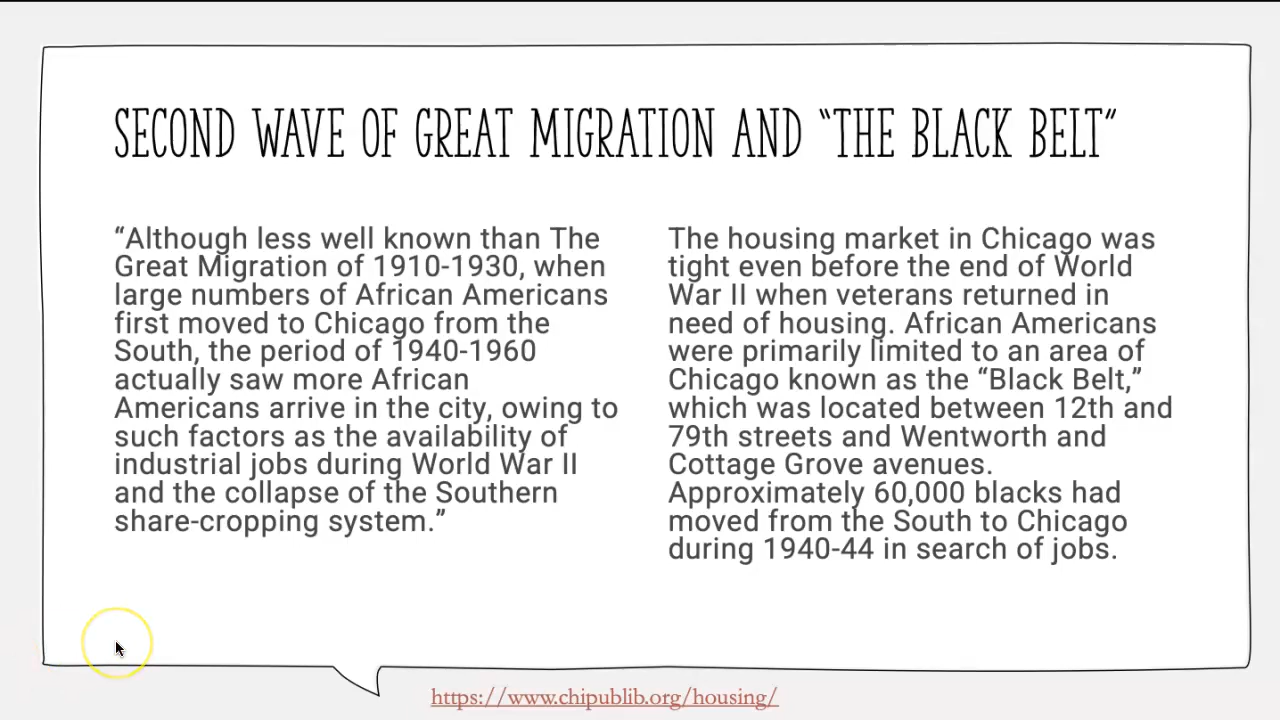 SECOND WAVE OF GREAT MIGRATION AND “THE BLACK BELT”
“Although less well known than The
Great Migration of 1910-1930, when
large numbers of African Americans
first moved to Chicago from the
South, the period of 1940-1960
actually saw more African
Americans arrive in the city, owing to
such factors as the availability of
industrial jobs during World War II
and the collapse of the Southern
share-cropping system.”
The housing market in Chicago was
tight even before the end of World
War II when veterans returned in
need of housing. African Americans
were primarily limited to an area of
Chicago known as the “Black Belt,”
which was located between 12th and
79th streets and Wentworth and
Cottage Grove avenues.
Approximately 60,000 blacks had
moved from the South to Chicago
during 1940-44 in search of jobs.
https://www.chipublib.org/housing/